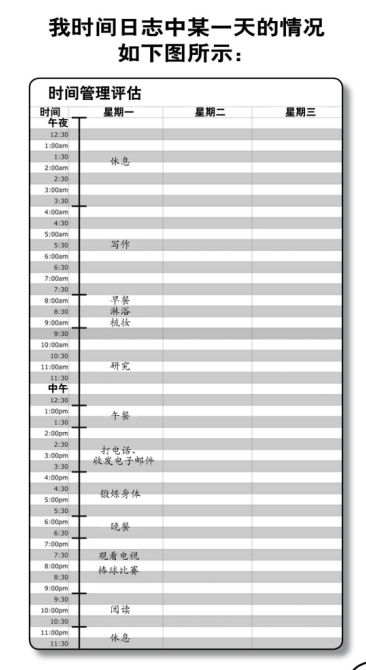 我时间日志中某一天的情况
如下图所示：
时间管理评估
时间 星期一 星期二 星期三
午夜
12:30
1:00am
1:30 休息
2:00am
2:30
3:00am
3:30
4:00am
4:30
5:00am
5:30 写作
6:00am
6:30
7:00am
7:30
8:00am 早餐
8:30 淋浴
9:00am 梳妆
9:30
10:00am
10:30
11:00am 研究
11:30
中午
12:30
1:00pm 午餐
1:30
2:00pm
2:30 打电话、
3:00pm 收发电子邮件
3:30
4:00pm
4:30 锻炼身体
5:00pm
5:30
6:00pm 晚餐
6:30
7:00pm
7:30 观看电视
8:00pm 棒球比赛
8:30
9:00pm
9:30
10:00pm 阅读
10:30
11:00pm 休息
11:30